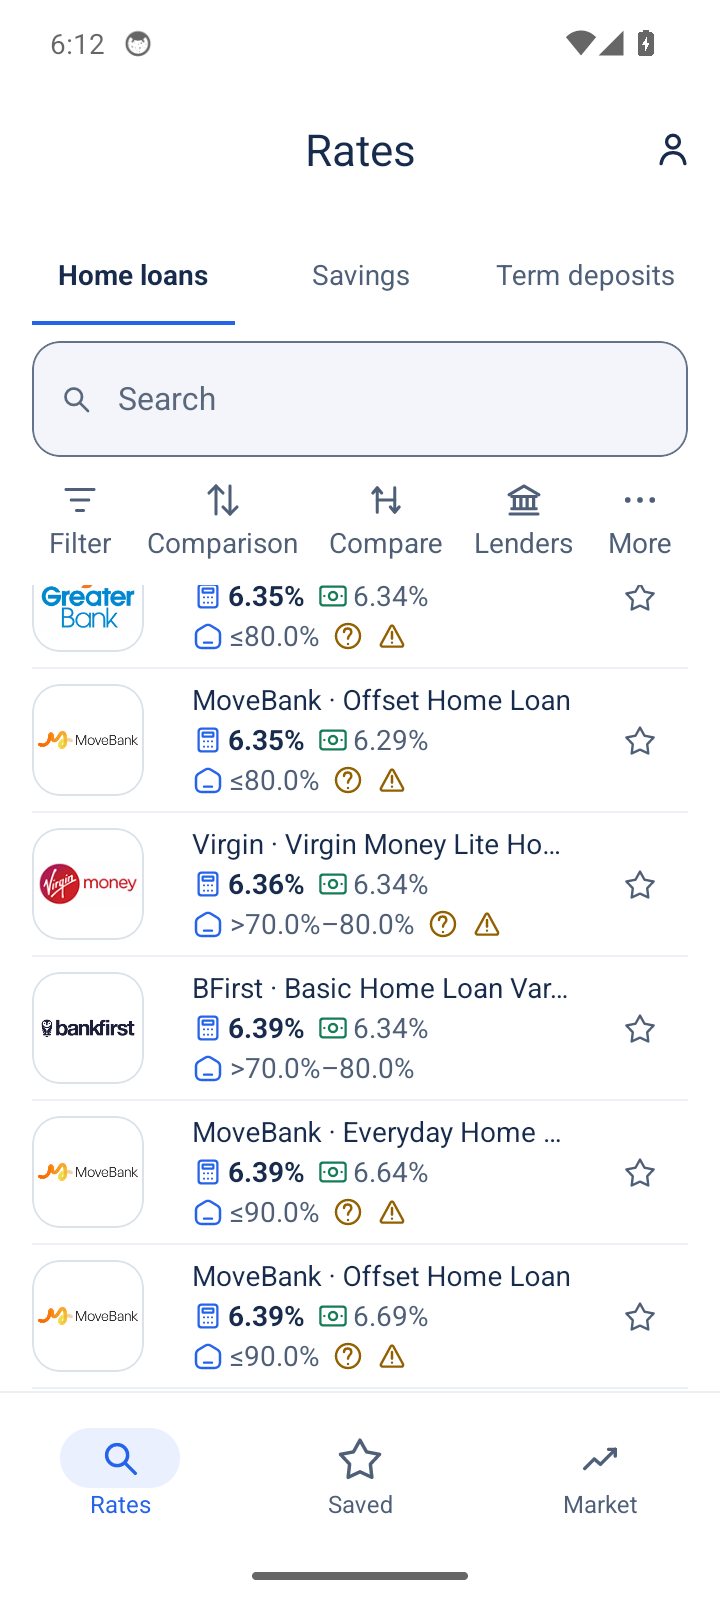 6:12
Rates
Home loans
Savings
Term deposits
Search
Filter
Comparison
Compare
Lenders
More
Greater
Bank
6.35% 6.34%
≤80.0%
MoveBank · Offset Home Loan
MoveBank
6.35% 6.29%
≤80.0%
Virgin · Virgin Money Lite Ho...
Virgin money
6.36% 6.34%
>70.0%–80.0%
BFirst · Basic Home Loan Var...
bankfirst
6.39% 6.34%
>70.0%–80.0%
MoveBank · Everyday Home ...
MoveBank
6.39% 6.64%
≤90.0%
MoveBank · Offset Home Loan
MoveBank
6.39% 6.69%
≤90.0%
Rates
Saved
Market